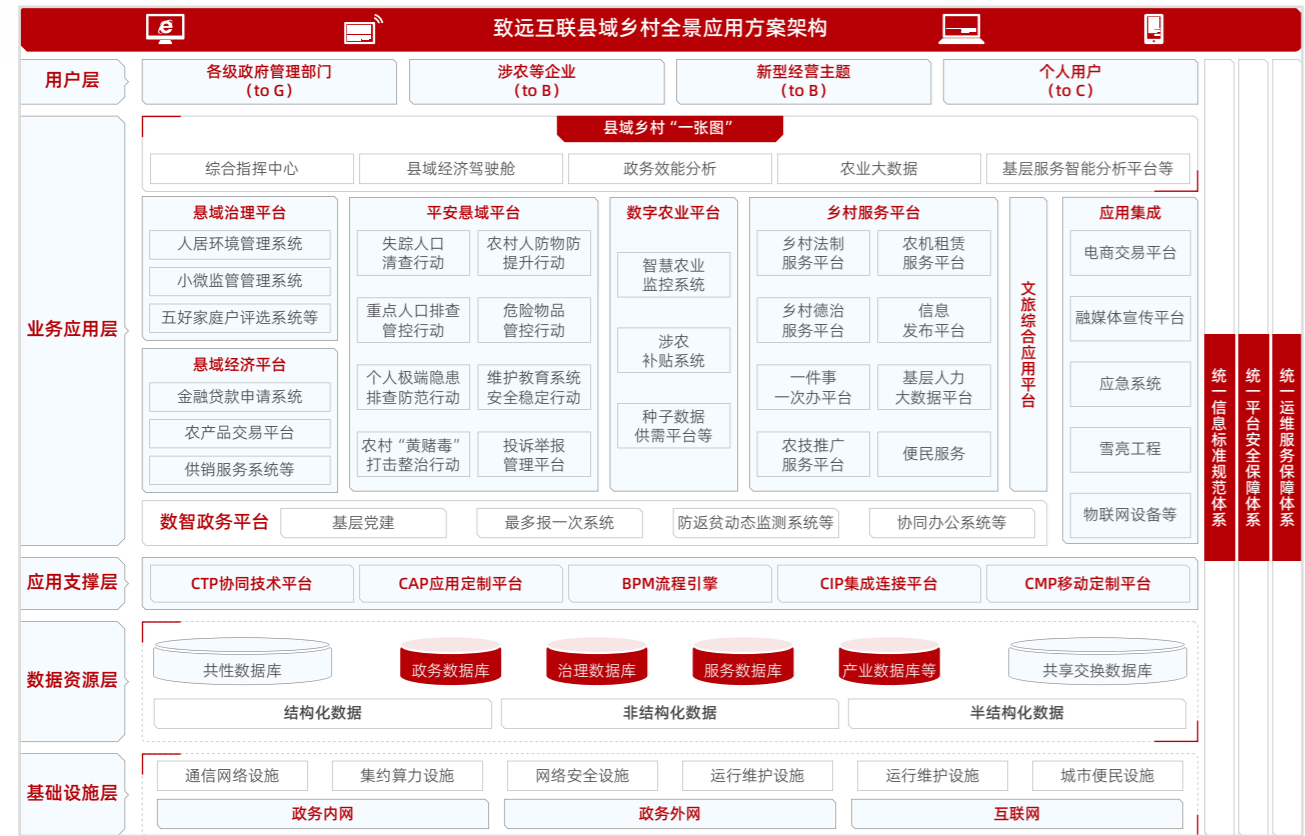 致远互联县域乡村全景应用方案架构
用户层
各级政府管理部门
（to G）
涉农等企业
（to B）
新型经营主题
（to B）
个人用户
（to C）
业务应用层
县域乡村“一张图”
综合指挥中心
县域经济驾驶舱
政务效能分析
农业大数据
基层服务智能分析平台等
悬域治理平台
人居环境管理系统
小微监管管理系统
五好家庭户评选系统等
悬域经济平台
金融贷款申请系统
农产品交易平台
供销服务系统等
平安悬域平台
失踪人口
清查行动
农村人防物防
提升行动
重点人口排查
管控行动
危险物品
管控行动
个人极端隐患
排查防范行动
维护教育系统
安全稳定行动
农村“黄赌毒”
打击整治行动
投诉举报
管理平台
数字农业平台
智慧农业
监控系统
涉农
补贴系统
种子数据
供需平台等
乡村服务平台
乡村法制
服务平台
农机租赁
服务平台
乡村德治
服务平台
信息
发布平台
一件事
一次办平台
基层人力
大数据平台
农技推广
服务平台
便民服务
文旅综合应用平台
应用集成
电商交易平台
融媒体宣传平台
应急系统
雪亮工程
物联网设备等
数智政务平台
基层党建
最多报一次系统
防返贫动态监测系统等
协同办公系统等
应用支撑层
CTP协同技术平台
CAP应用定制平台
BPM流程引擎
CIP集成连接平台
CMP移动定制平台
数据资源层
共性数据库
政务数据库
治理数据库
服务数据库
产业数据库等
共享交换数据库
结构化数据
非结构化数据
半结构化数据
基础设施层
通信网络设施
集约算力设施
网络安全设施
运行维护设施
运行维护设施
城市便民设施
政务内网
政务外网
互联网
统一信息标准规范体系
统一平台安全保障体系
统一运维服务保障体系